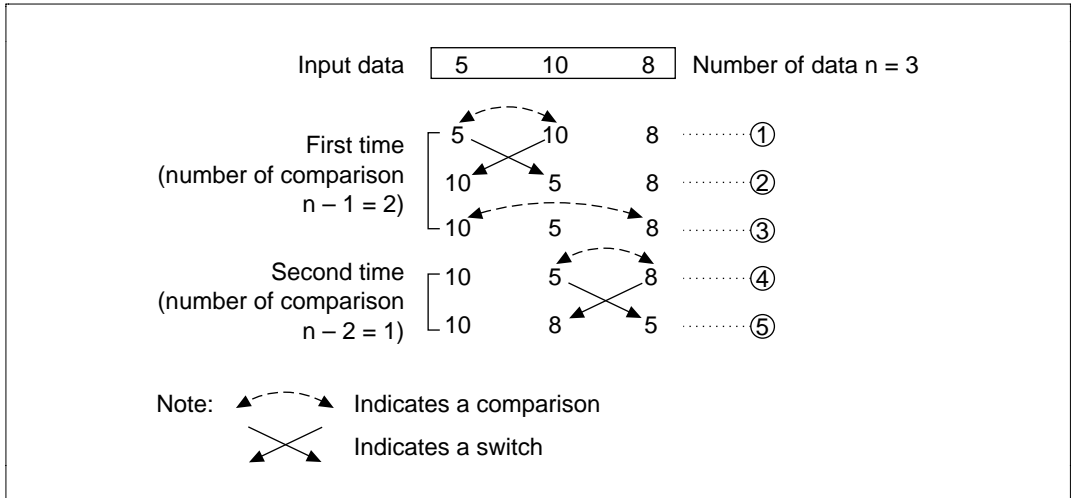 Input data 5 10 8 Number of data n = 3
5 10 8 ①
First time
(number of comparison
n – 1 = 2)
10 5 8 ②
10 5 8 ③
Second time
(number of comparison
n – 2 = 1)
10 5 8 ④
10 8 5 ⑤
Note: Indicates a comparison
Indicates a switch